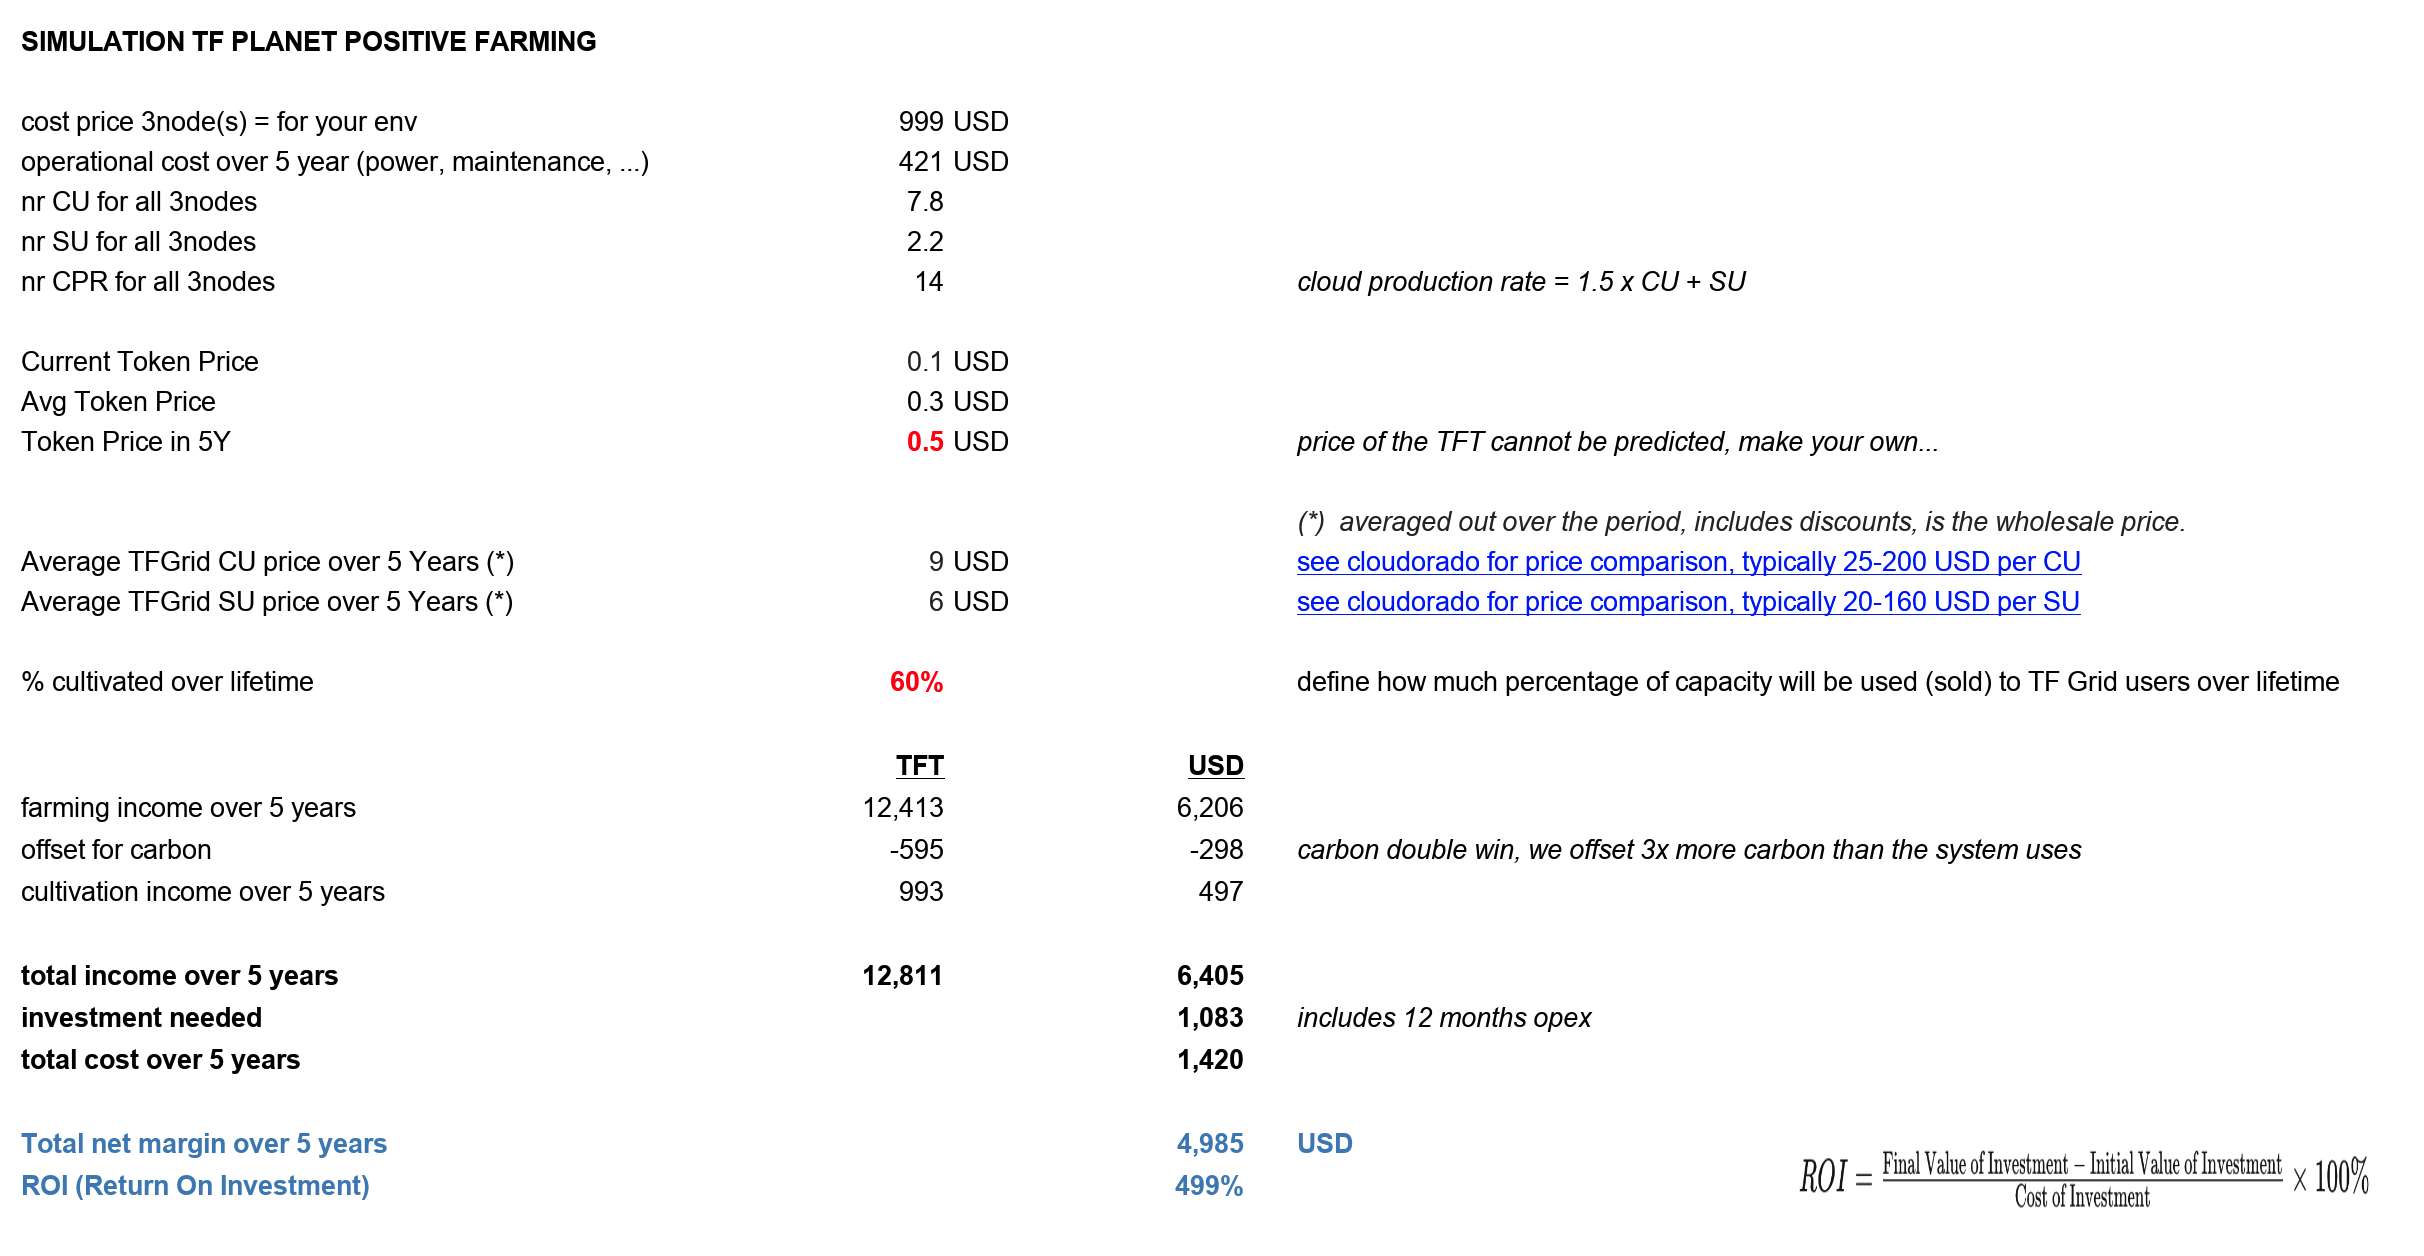 SIMULATION TF PLANET POSITIVE FARMING
cost price 3node(s) = for your env 999 USD
operational cost over 5 year (power, maintenance, ...) 421 USD
nr CU for all 3nodes 7.8
nr SU for all 3nodes 2.2
nr CPR for all 3nodes 14 cloud production rate = 1.5 x CU + SU
Current Token Price 0.1 USD
Avg Token Price 0.3 USD
Token Price in 5Y 0.5 USD price of the TFT cannot be predicted, make your own...
(*) averaged out over the period, includes discounts, is the wholesale price.
Average TFGrid CU price over 5 Years (*) 9 USD see cloudorado for price comparison, typically 25-200 USD per CU
Average TFGrid SU price over 5 Years (*) 6 USD see cloudorado for price comparison, typically 20-160 USD per SU
% cultivated over lifetime 60% define how much percentage of capacity will be used (sold) to TF Grid users over lifetime
TFT USD
farming income over 5 years 12,413 6,206
offset for carbon -595 -298 carbon double win, we offset 3x more carbon than the system uses
cultivation income over 5 years 993 497
total income over 5 years 12,811 6,405
investment needed 1,083 includes 12 months opex
total cost over 5 years 1,420
Total net margin over 5 years 4,985 USD
ROI (Return On Investment) 499%
ROI = Final Value of Investment – Initial Value of Investment / Cost of Investment × 100%